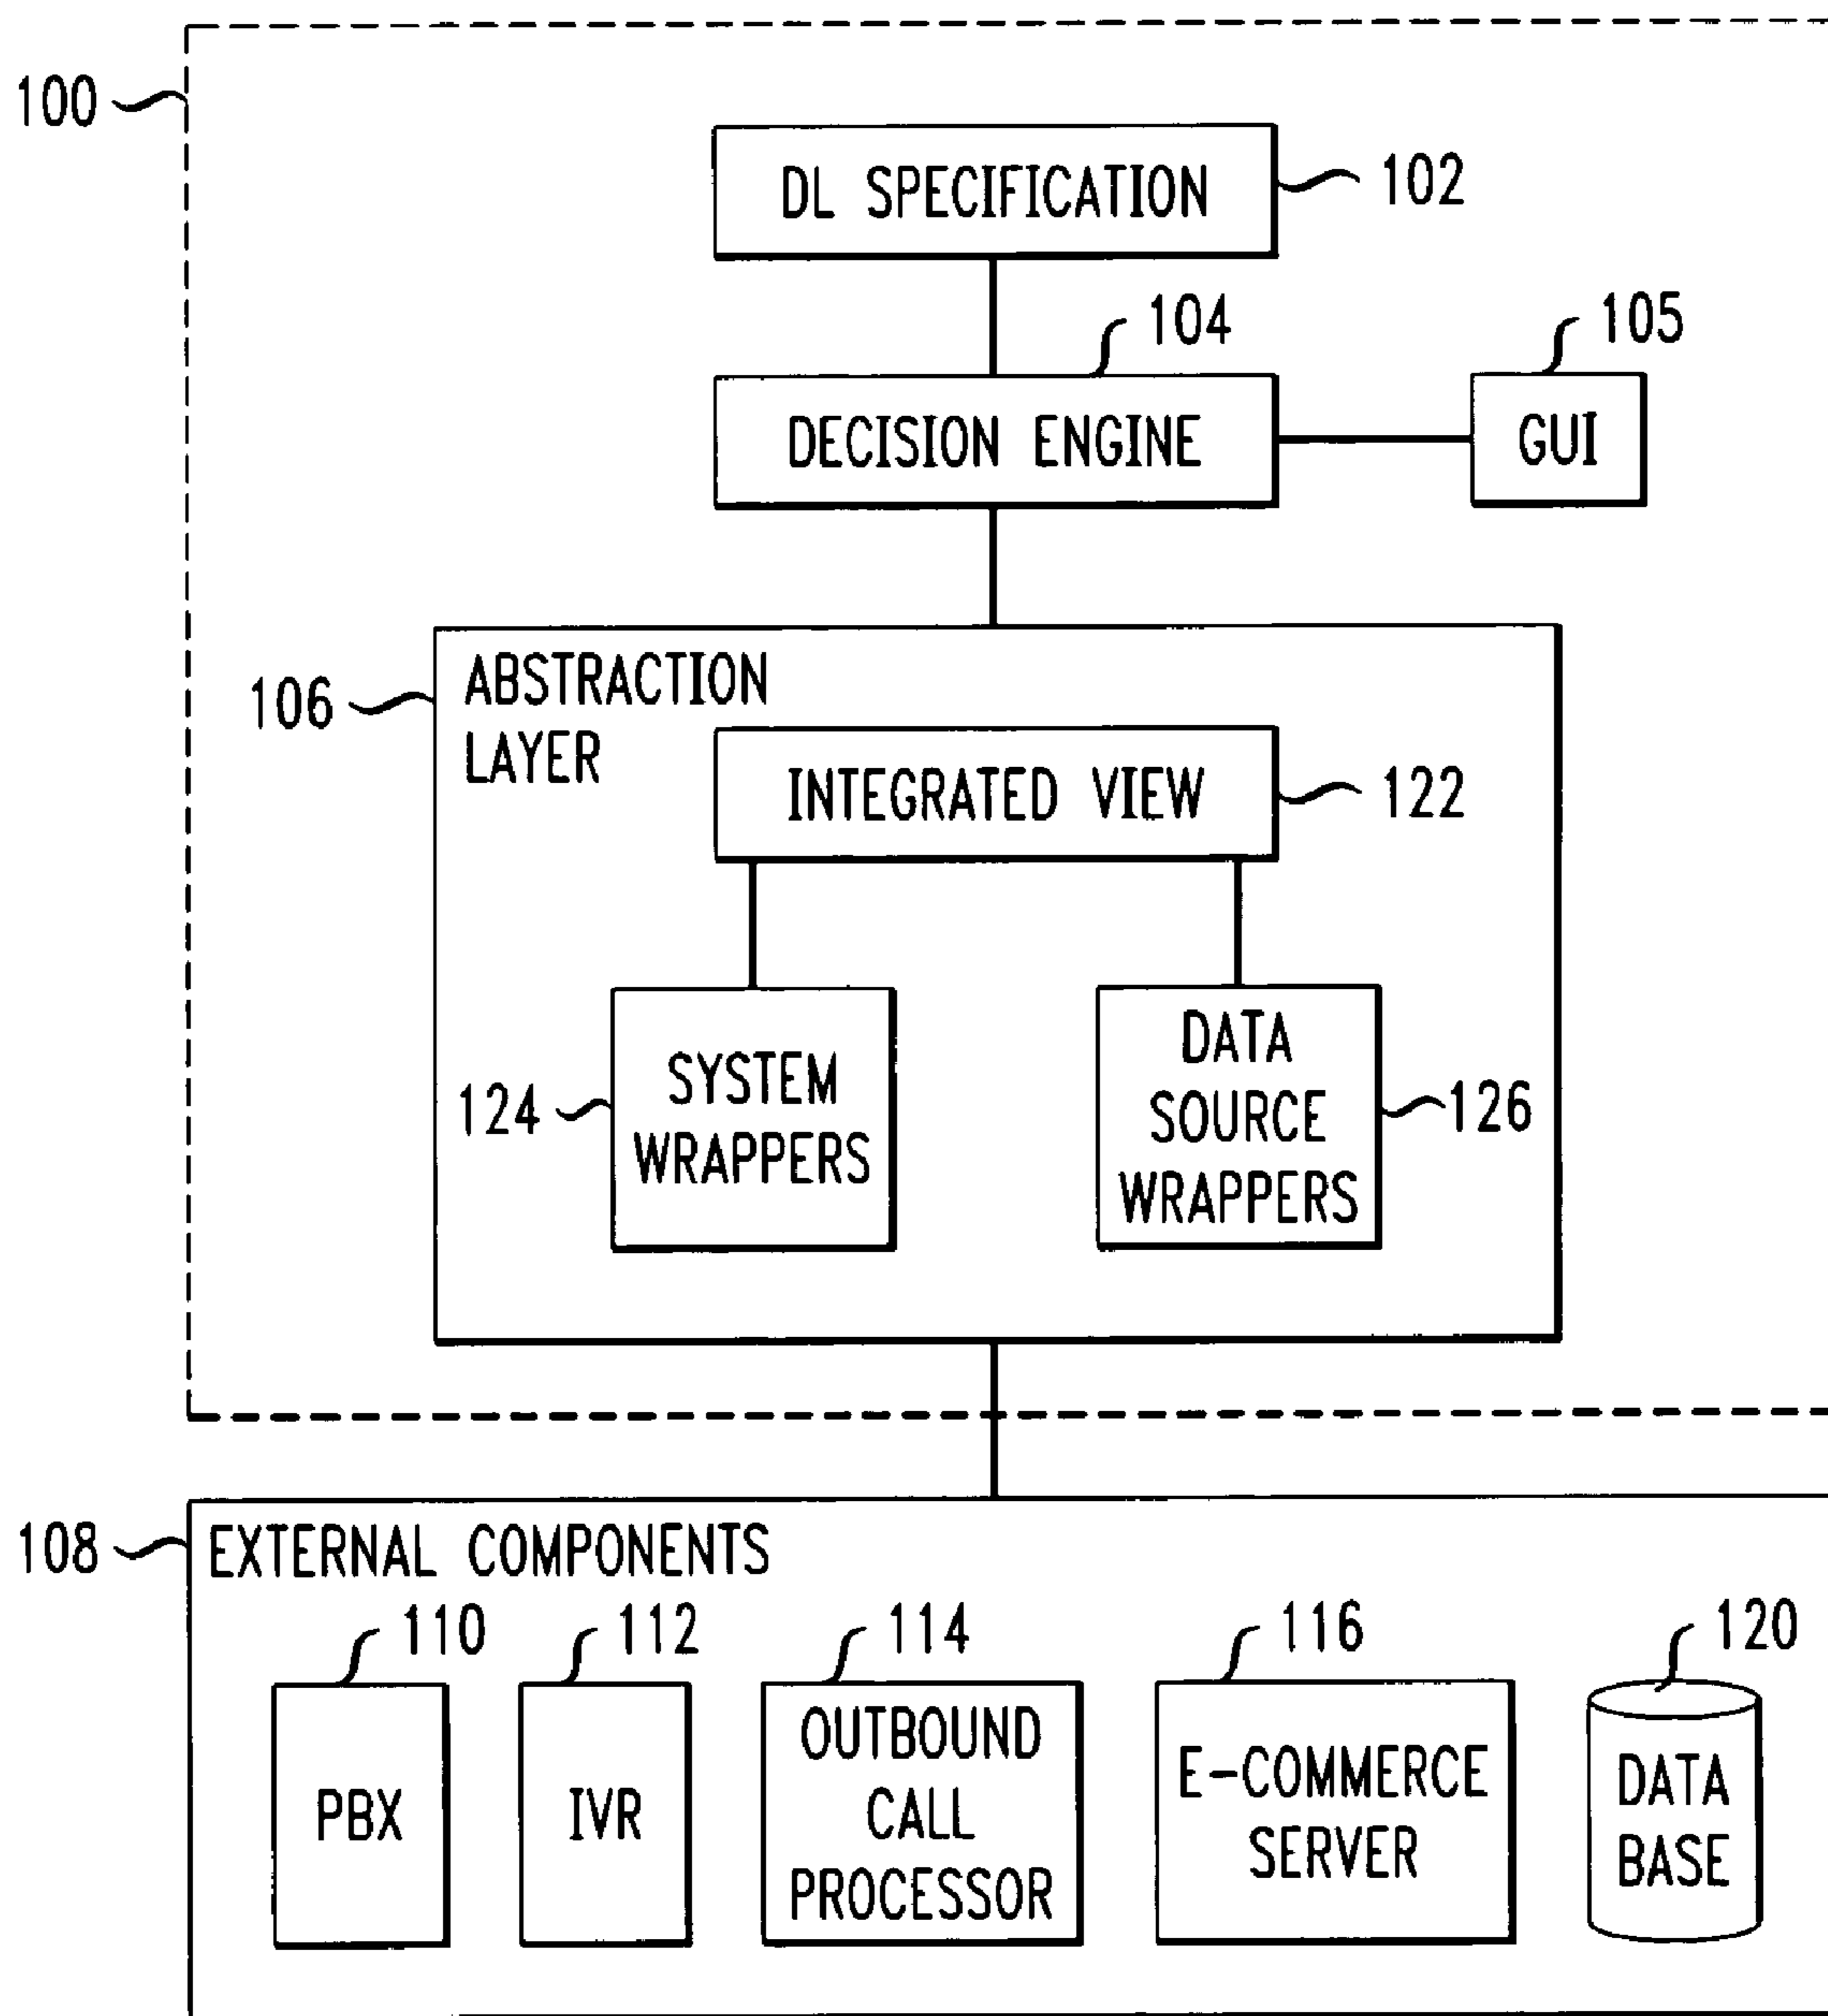 100
DL SPECIFICATION
102
104
105
DECISION ENGINE
GUI
106
ABSTRACTION
LAYER
INTEGRATED VIEW
122
124
SYSTEM
WRAPPERS
DATA
SOURCE
WRAPPERS
126
108
EXTERNAL COMPONENTS
110
112
114
116
120
PBX
IVR
OUTBOUND
CALL
PROCESSOR
E-COMMERCE
SERVER
DATA
BASE